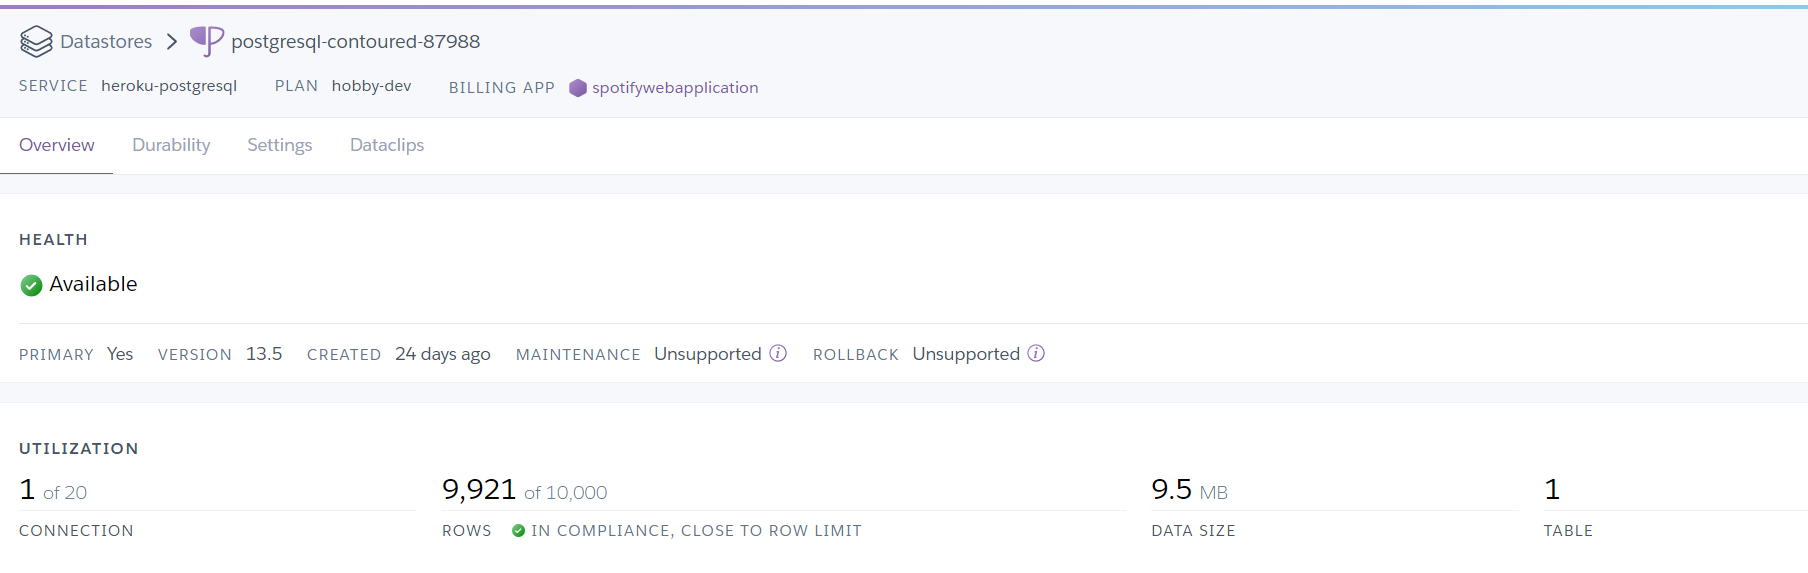 Datastores > postgresql-contoured-87988
SERVICE heroku-postgresql PLAN hobby-dev BILLING APP spotifywebapplication
Overview Durability Settings Dataclips
HEALTH
Available
PRIMARY Yes VERSION 13.5 CREATED 24 days ago MAINTENANCE Unsupported i ROLLBACK Unsupported i
UTILIZATION
1 of 20 9,921 of 10,000 9.5 MB 1
CONNECTION ROWS IN COMPLIANCE, CLOSE TO ROW LIMIT DATA SIZE TABLE